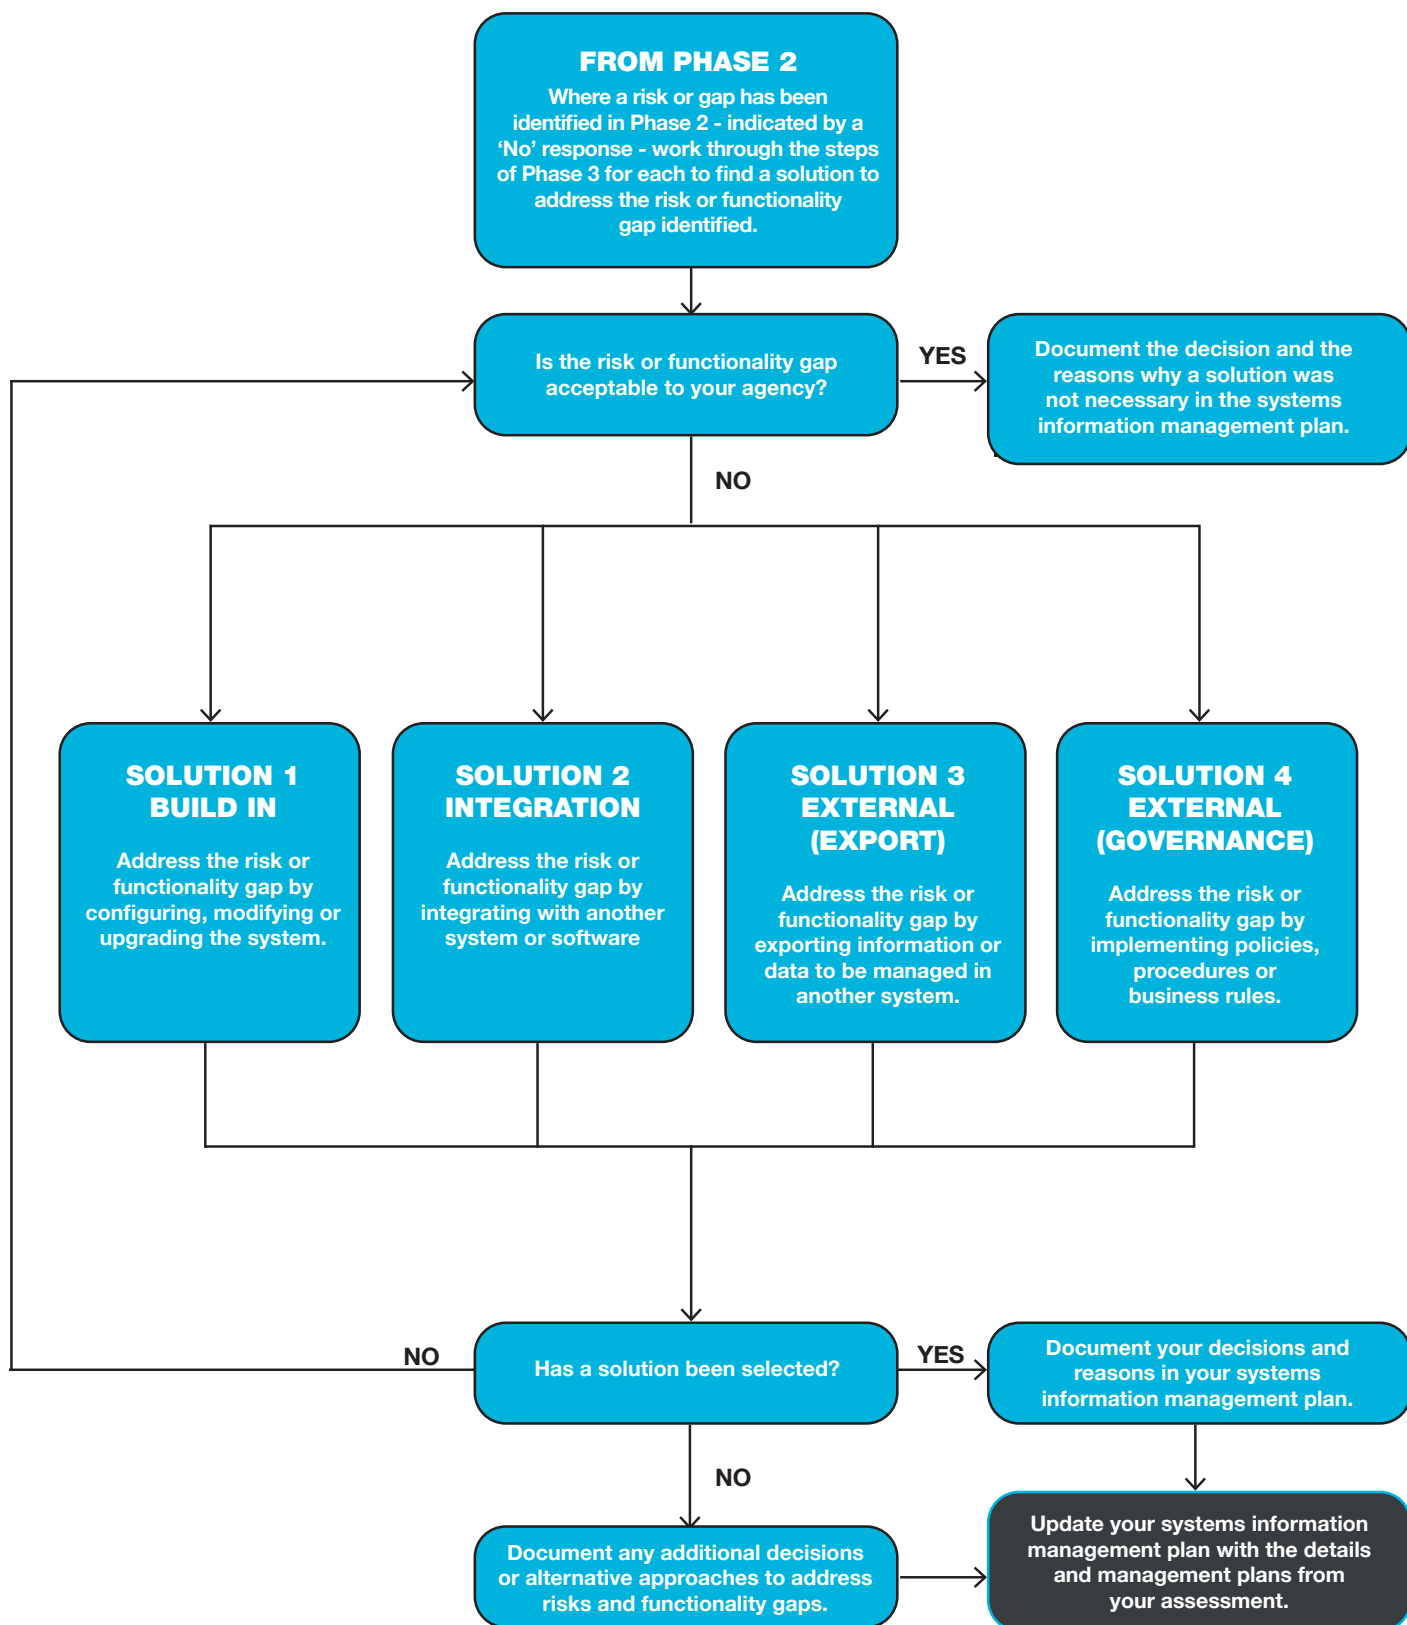 FROM PHASE 2
Where a risk or gap has been
identified in Phase 2 - indicated by a
‘No’ response - work through the steps
of Phase 3 for each to find a solution to
address the risk or functionality
gap identified.
Is the risk or functionality gap
acceptable to your agency?
YES
Document the decision and the
reasons why a solution was
not necessary in the systems
information management plan.
NO
SOLUTION 1
BUILD IN
Address the risk or
functionality gap by
configuring, modifying or
upgrading the system.
SOLUTION 2
INTEGRATION
Address the risk or
functionality gap by
integrating with another
system or software
SOLUTION 3
EXTERNAL
(EXPORT)
Address the risk or
functionality gap by
exporting information or
data to be managed in
another system.
SOLUTION 4
EXTERNAL
(GOVERNANCE)
Address the risk or
functionality gap by
implementing policies,
procedures or
business rules.
NO
Has a solution been selected?
YES
Document your decisions and
reasons in your systems
information management plan.
NO
Document any additional decisions
or alternative approaches to address
risks and functionality gaps.
Update your systems information
management plan with the details
and management plans from
your assessment.